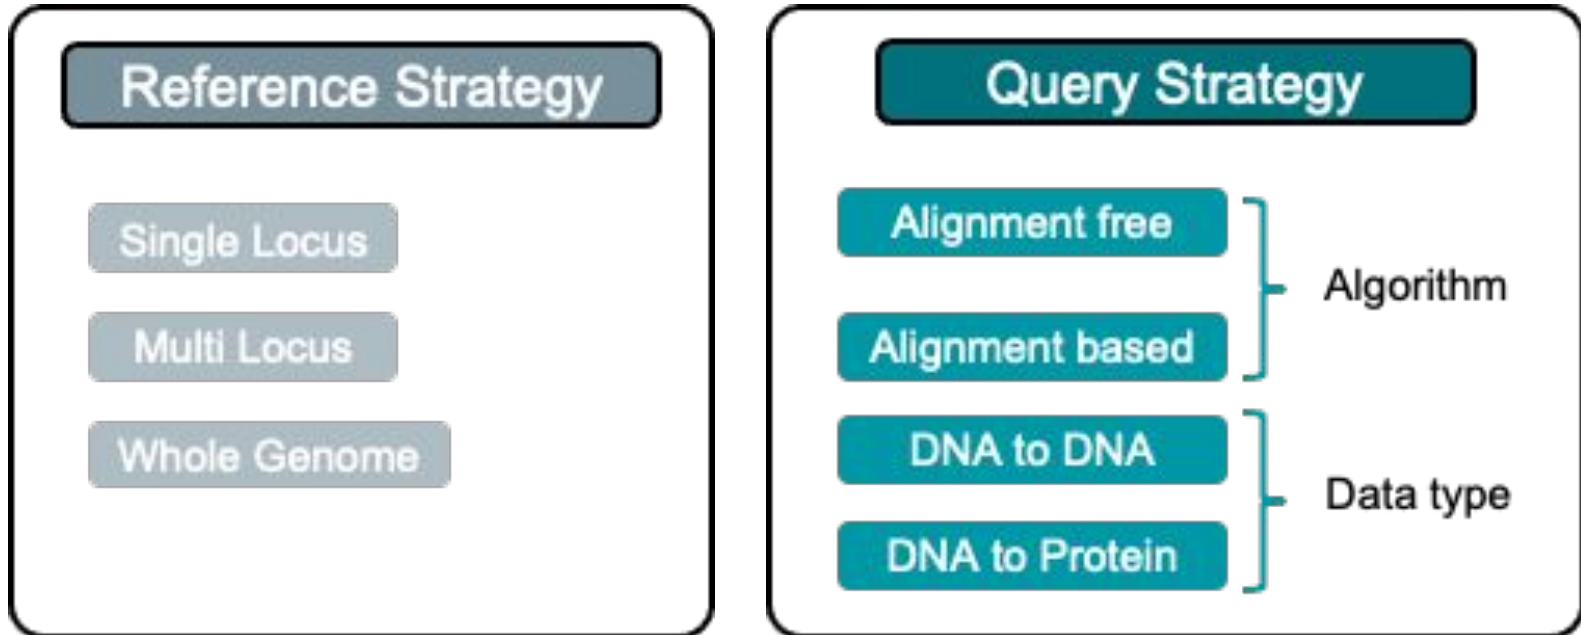 Reference Strategy
Single Locus
Multi Locus
Whole Genome
Query Strategy
Alignment free
Alignment based
Algorithm
DNA to DNA
DNA to Protein
Data type